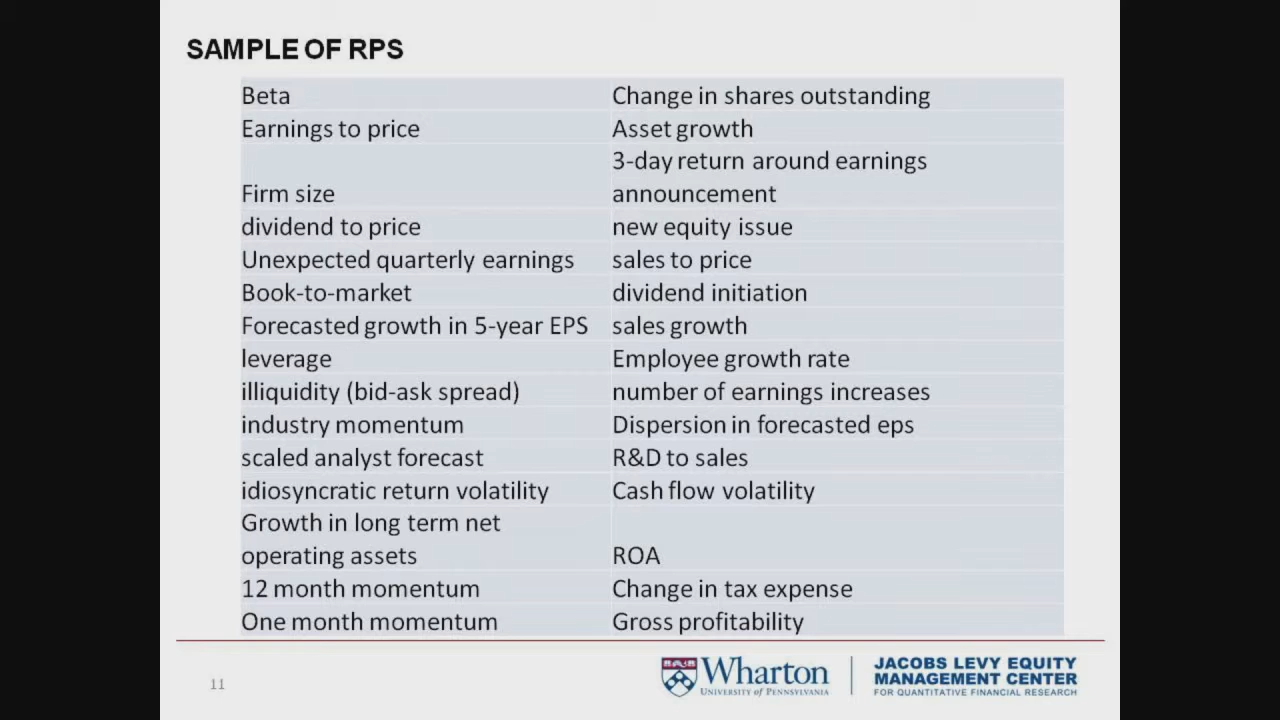 SAMPLE OF RPS
Beta
Change in shares outstanding
Earnings to price
Asset growth
Firm size
3-day return around earnings
announcement
dividend to price
new equity issue
Unexpected quarterly earnings
sales to price
Book-to-market
dividend initiation
Forecasted growth in 5-year EPS
sales growth
leverage
Employee growth rate
illiquidity (bid-ask spread)
number of earnings increases
industry momentum
Dispersion in forecasted eps
scaled analyst forecast
R&D to sales
idiosyncratic return volatility
Cash flow volatility
Growth in long term net
operating assets
ROA
12 month momentum
Change in tax expense
One month momentum
Gross profitability
11
Wharton
UNIVERSITY OF PENNSYLVANIA
JACOBS LEVY EQUITY
MANAGEMENT CENTER
FOR QUANTITATIVE FINANCIAL RESEARCH